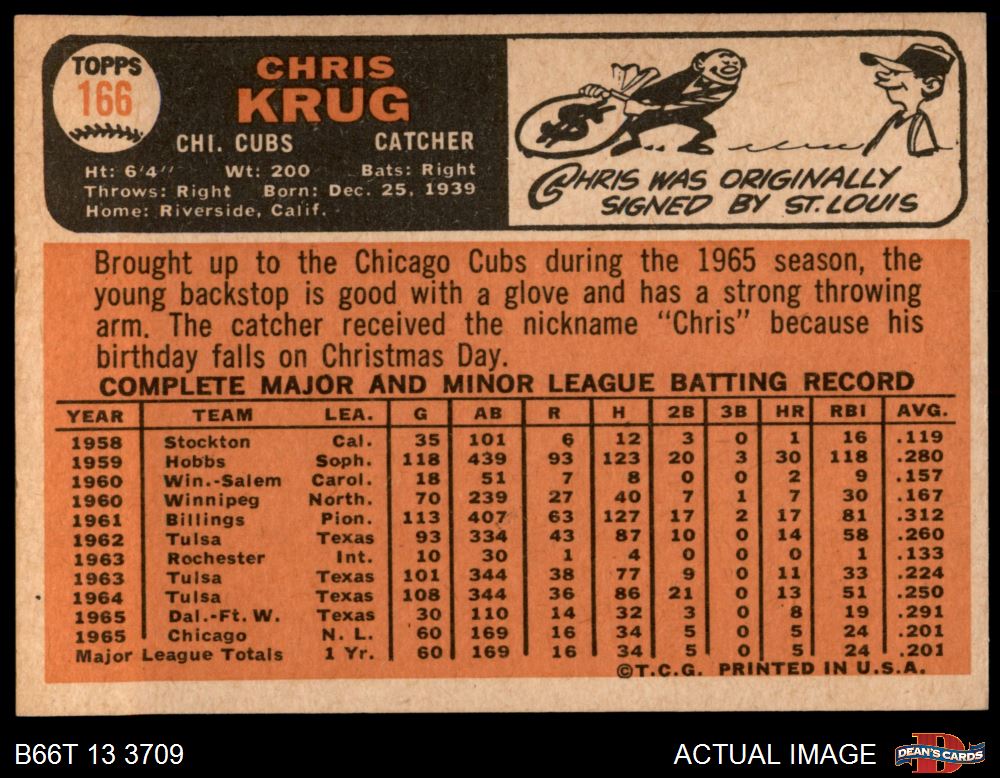 TOPPS
166
CHRIS
KRUG
CHI. CUBS CATCHER
Ht: 6'4" Wt: 200 Bats: Right
Throws: Right Born: Dec. 25, 1939
Home: Riverside, Calif.
$
CHRIS WAS ORIGINALLY
SIGNED BY ST. LOUIS
Brought up to the Chicago Cubs during the 1965 season, the
young backstop is good with a glove and has a strong throwing
arm. The catcher received the nickname "Chris" because his
birthday falls on Christmas Day.
COMPLETE MAJOR AND MINOR LEAGUE BATTING RECORD
YEAR TEAM LEA. G AB R H 2B 3B HR RBI AVG.
1958 Stockton Cal. 35 101 6 12 3 0 1 16 .119
1959 Hobbs Soph. 118 439 93 123 20 3 30 118 .280
1960 Win.-Salem Carol. 18 51 7 8 0 0 2 9 .157
1960 Winnipeg North. 70 239 27 40 7 1 7 30 .167
1961 Billings Pion. 113 407 63 127 17 2 17 81 .312
1962 Tulsa Texas 93 334 43 87 10 0 14 58 .260
1963 Rochester Int. 10 30 1 4 0 0 0 1 .133
1963 Tulsa Texas 101 344 38 77 9 0 11 33 .224
1964 Tulsa Texas 108 344 36 86 21 0 13 51 .250
1965 Dal.-Ft. W. Texas 30 110 14 32 3 0 8 19 .291
1965 Chicago N. L. 60 169 16 34 5 0 5 24 .201
Major League Totals 1 Yr. 60 169 16 34 5 0 5 24 .201
©T.C.G. PRINTED IN U.S.A.
B66T 13 3709 ACTUAL IMAGE
DEAN'S CARDS